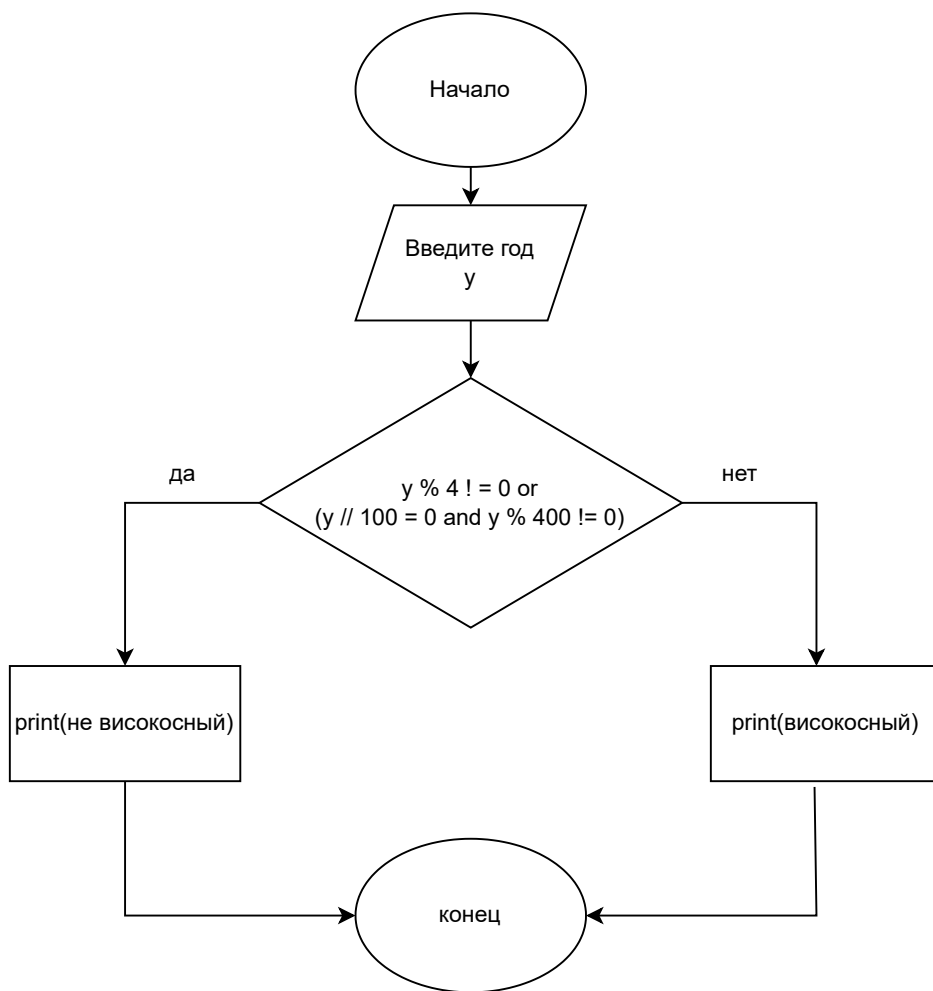 Начало
Введите год
y
да
нет
y % 4 ! = 0 or
(y // 100 = 0 and y % 400 != 0)
print(не високосный)
print(високосный)
конец